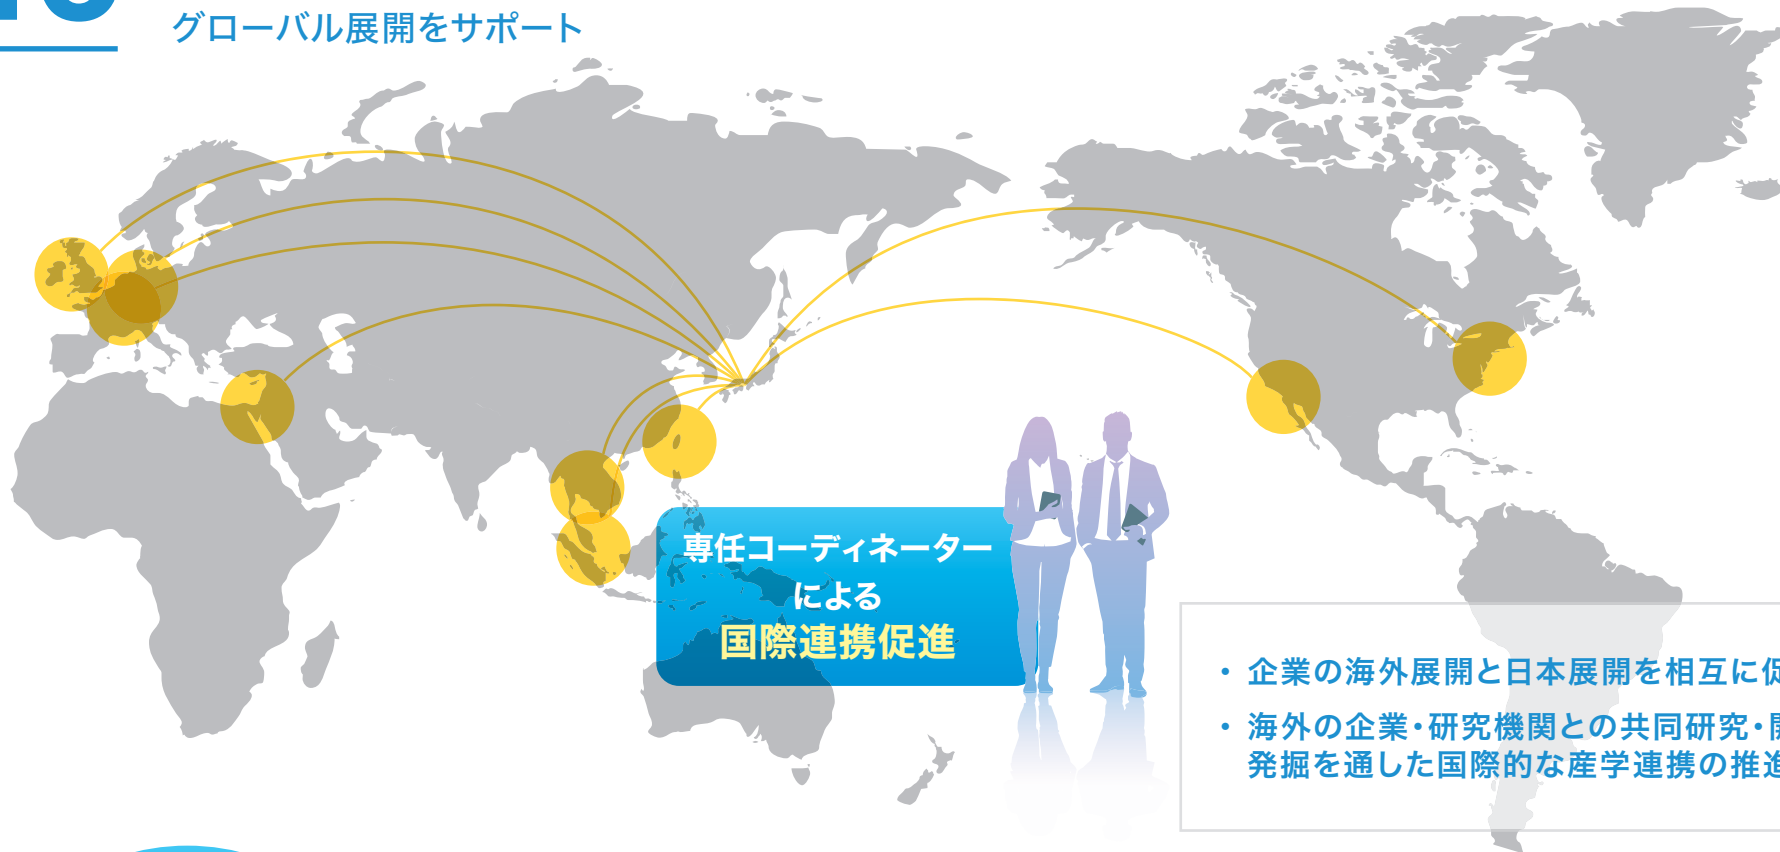 グローバル展開をサポート
専任コーディネーター
による
国際連携促進
・ 企業の海外展開と日本展開を相互に促
・ 海外の企業・研究機関との共同研究・開
発掘を通した国際的な産学連携の推進